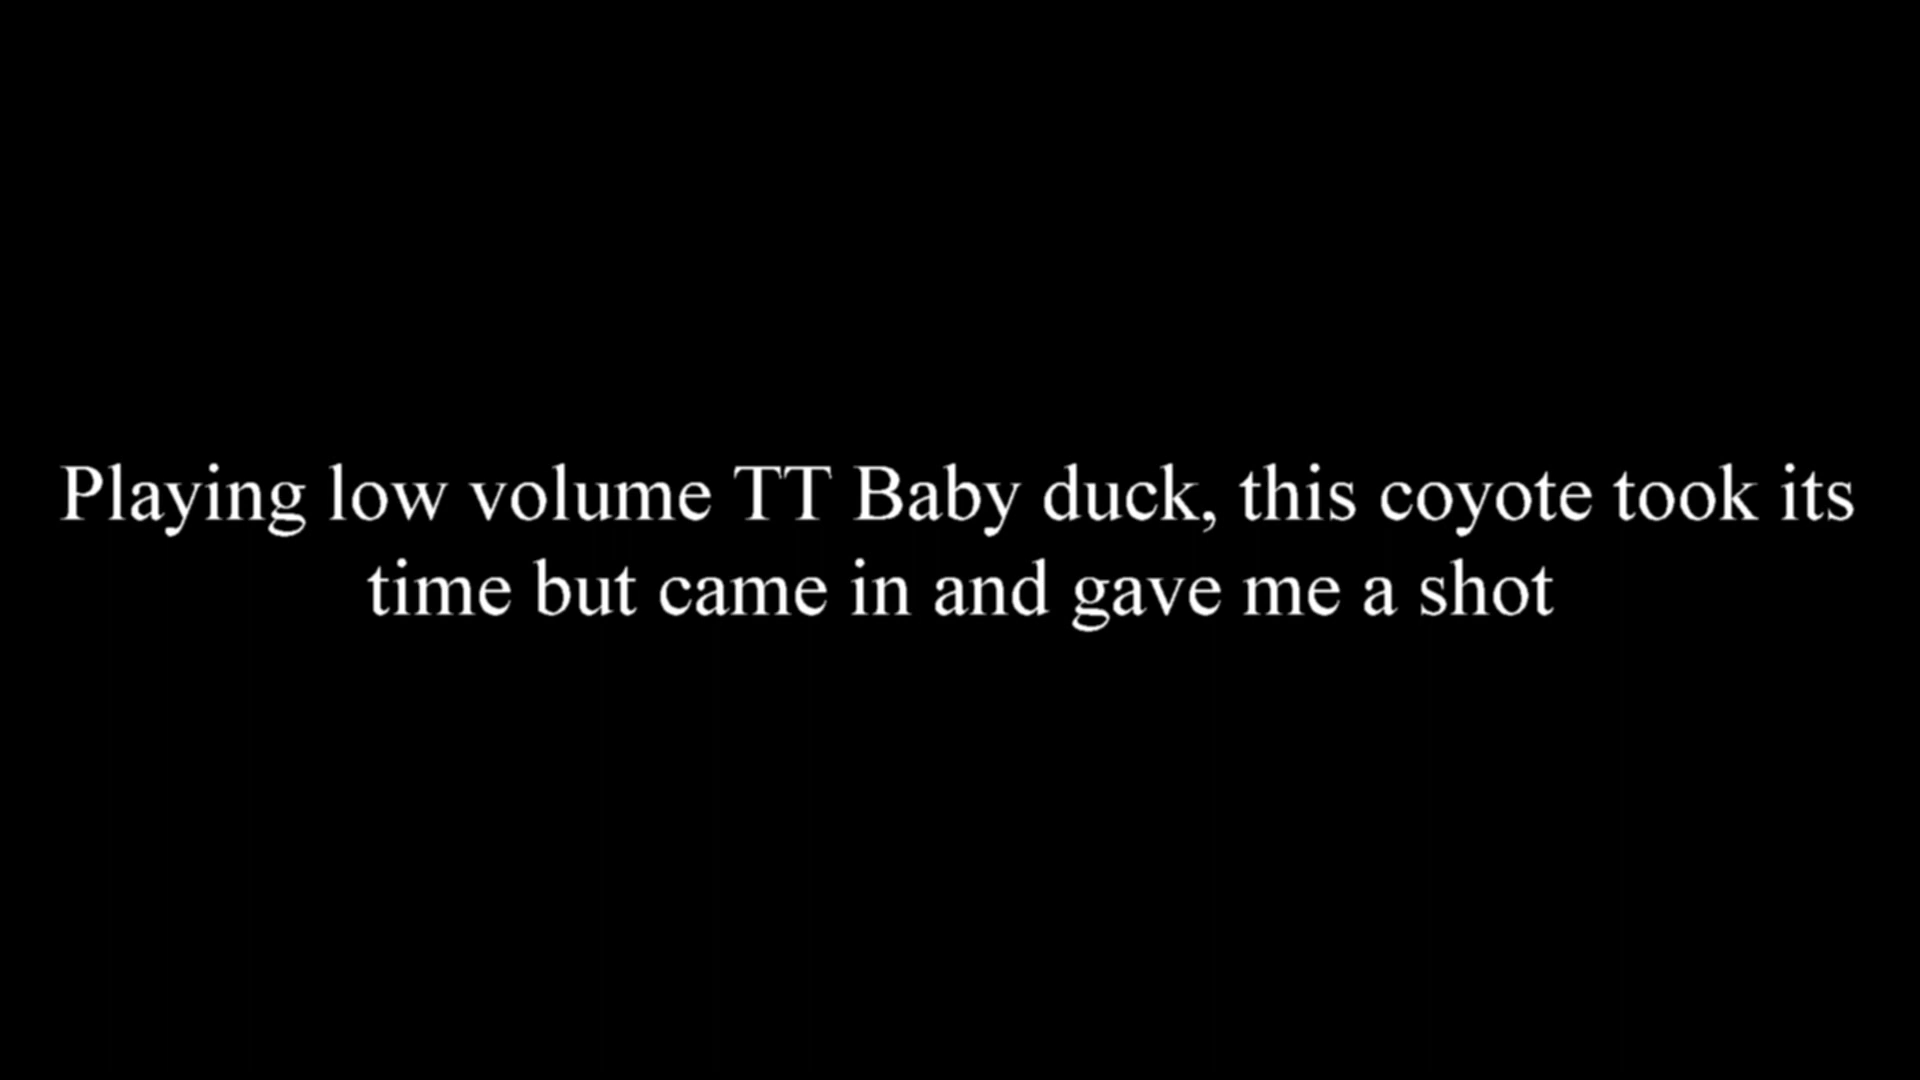 Playing low volume TT Baby duck, this coyote took its
time but came in and gave me a shot